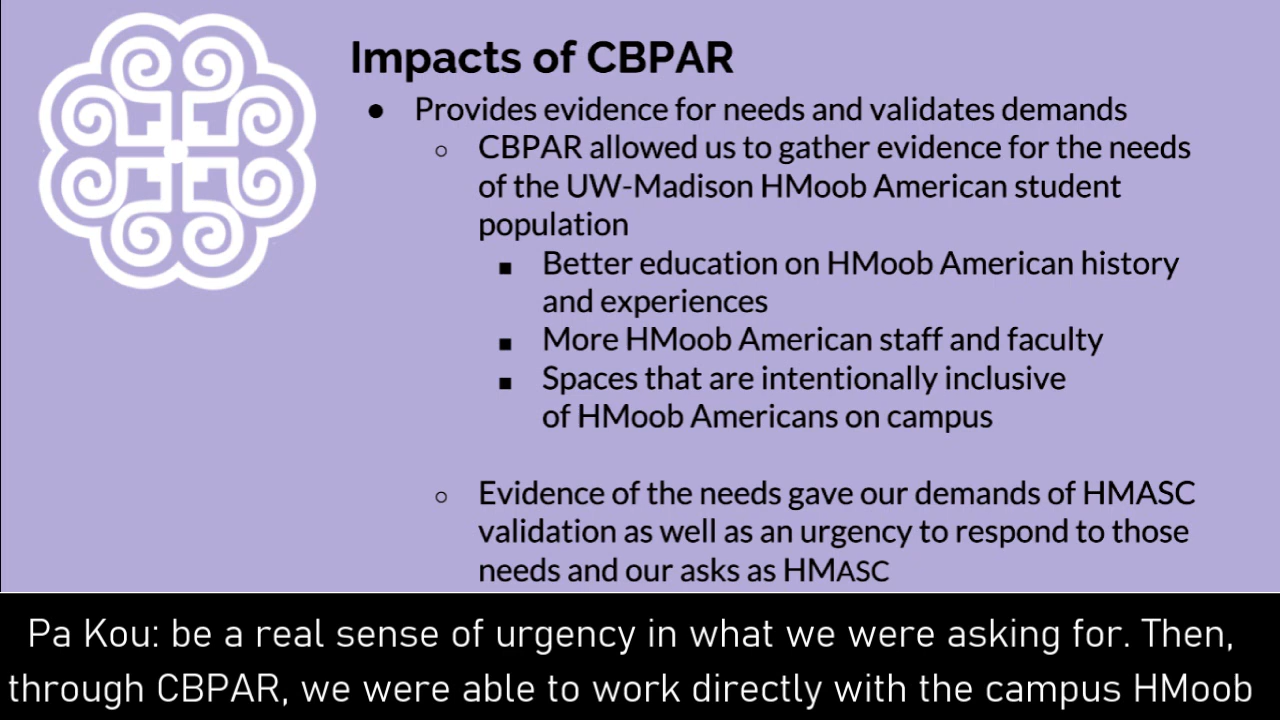 Impacts of CBPAR
● Provides evidence for needs and validates demands
○ CBPAR allowed us to gather evidence for the needs
of the UW-Madison HMoob American student
population
■ Better education on HMoob American history
and experiences
■ More HMoob American staff and faculty
■ Spaces that are intentionally inclusive
of HMoob Americans on campus
○ Evidence of the needs gave our demands of HMASC
validation as well as an urgency to respond to those
needs and our asks as HMASC
Pa Kou: be a real sense of urgency in what we were asking for. Then,
through CBPAR, we were able to work directly with the campus HMoob